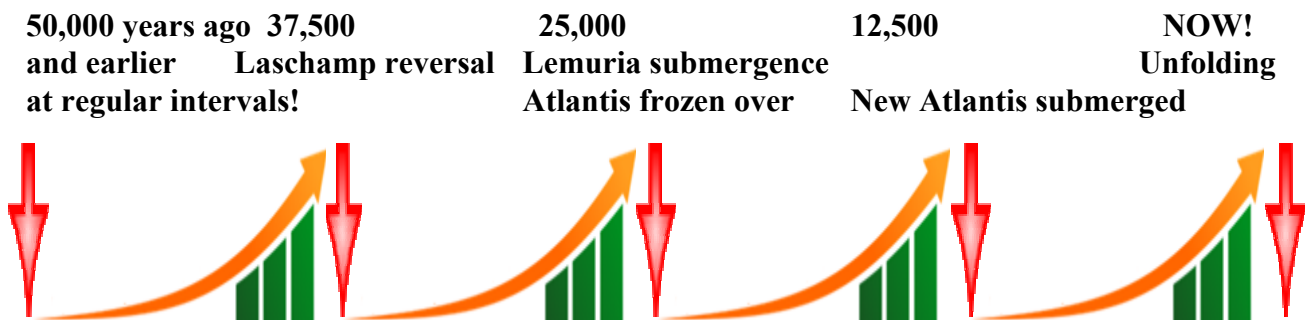 50,000 years ago 37,500 25,000 12,500 NOW!
and earlier Laschamp reversal Lemuria submergence Unfolding
at regular intervals! Atlantis frozen over New Atlantis submerged